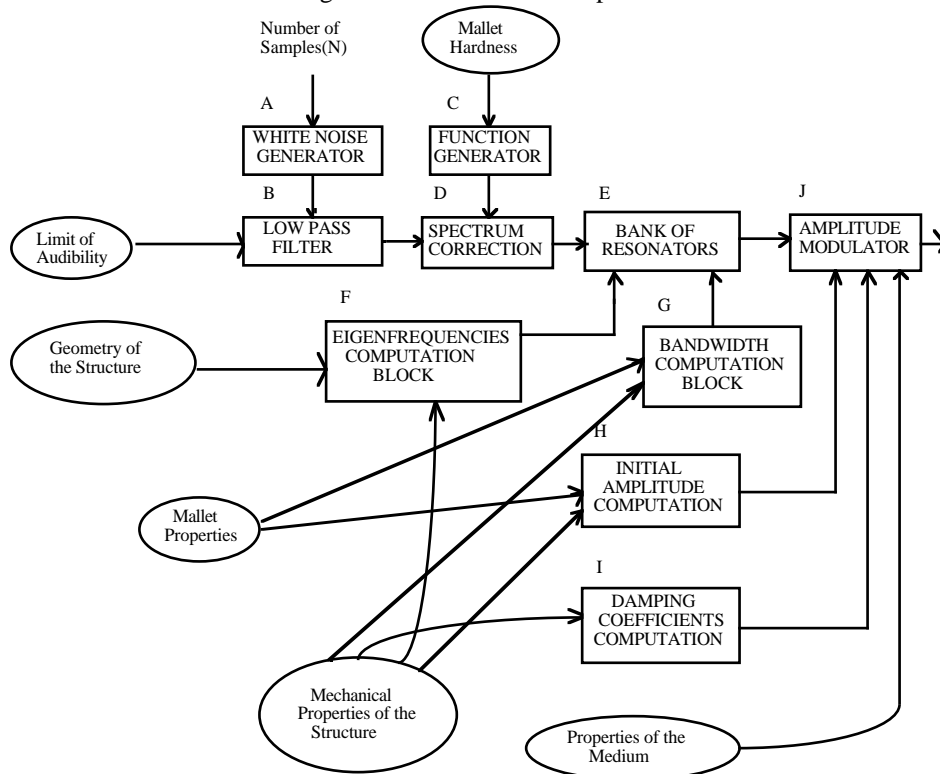 Number of
Samples(N)
Mallet
Hardness
A
C
WHITE NOISE
GENERATOR
FUNCTION
GENERATOR
B
D
E
J
LOW PASS
FILTER
SPECTRUM
CORRECTION
BANK OF
RESONATORS
AMPLITUDE
MODULATOR
Limit of
Audibility
F
G
EIGENFREQUENCIES
COMPUTATION
BLOCK
BANDWIDTH
COMPUTATION
BLOCK
Geometry of
the Structure
H
INITIAL
AMPLITUDE
COMPUTATION
Mallet
Properties
I
DAMPING
COEFFICIENTS
COMPUTATION
Mechanical
Properties of the
Structure
Properties of the
Medium